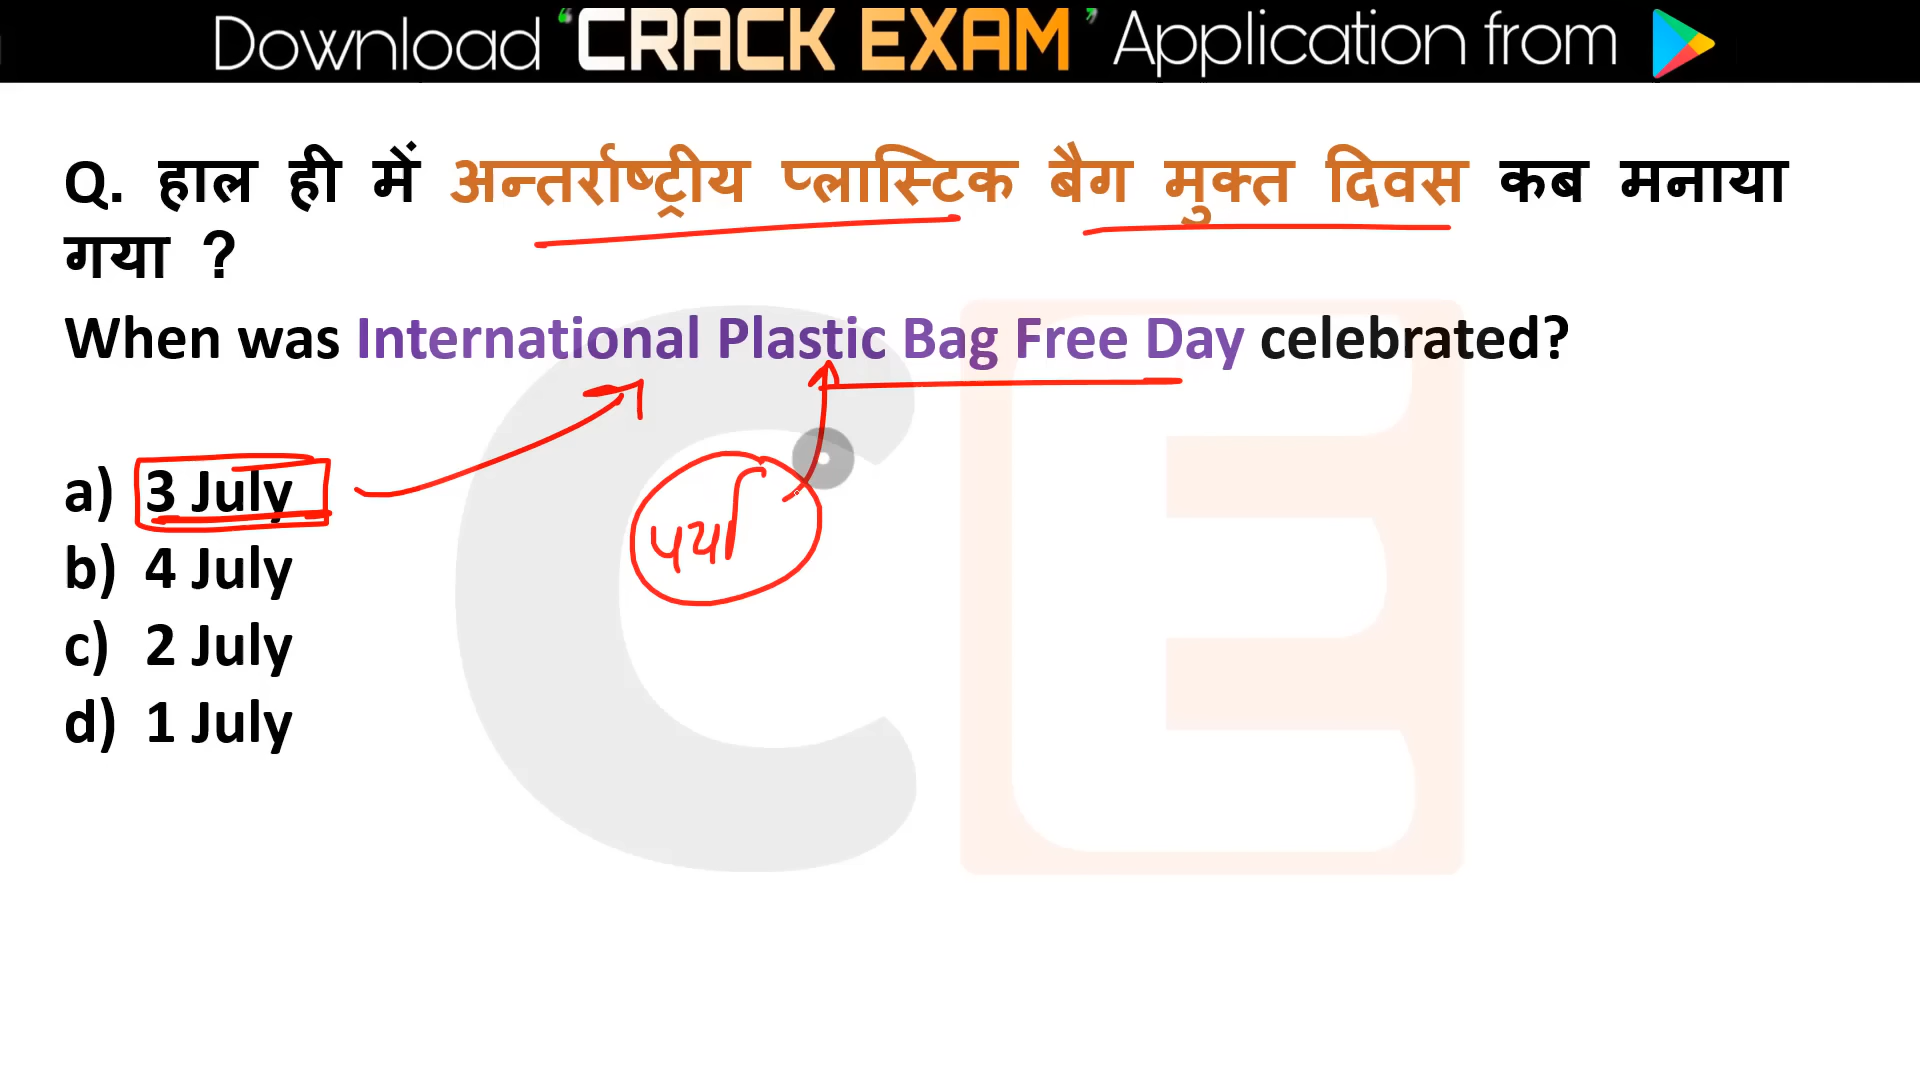 Download ‘CRACK EXAM’ Application from
Q. हाल ही में अन्तर्राष्ट्रीय प्लास्टिक बैग मुक्त दिवस कब मनाया
गया ?
When was International Plastic Bag Free Day celebrated?
a) 3 July
b) 4 July
c) 2 July
d) 1 July
CE